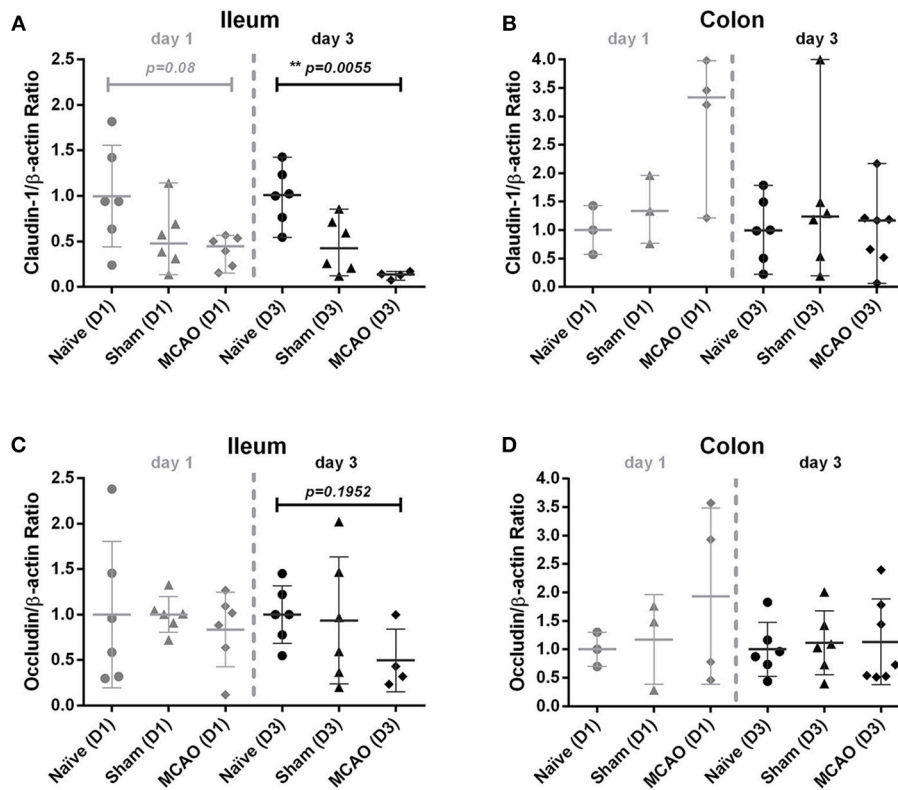 A
Ileum
day 1
day 3
p=0.08
** p=0.0055
Claudin-1/β-actin Ratio
2.5
2.0
1.5
1.0
0.5
0.0
Naïve (D1)
Sham (D1)
MCAO (D1)
Naïve (D3)
Sham (D3)
MCAO (D3)
B
Colon
day 1
day 3
Claudin-1/β-actin Ratio
4.0
3.5
3.0
2.5
2.0
1.5
1.0
0.5
0.0
Naïve (D1)
Sham (D1)
MCAO (D1)
Naïve (D3)
Sham (D3)
MCAO (D3)
C
Ileum
day 1
day 3
p=0.1952
Occludin/β-actin Ratio
2.5
2.0
1.5
1.0
0.5
0.0
Naïve (D1)
Sham (D1)
MCAO (D1)
Naïve (D3)
Sham (D3)
MCAO (D3)
D
Colon
day 1
day 3
Occludin/β-actin Ratio
4.0
3.5
3.0
2.5
2.0
1.5
1.0
0.5
0.0
Naïve (D1)
Sham (D1)
MCAO (D1)
Naïve (D3)
Sham (D3)
MCAO (D3)